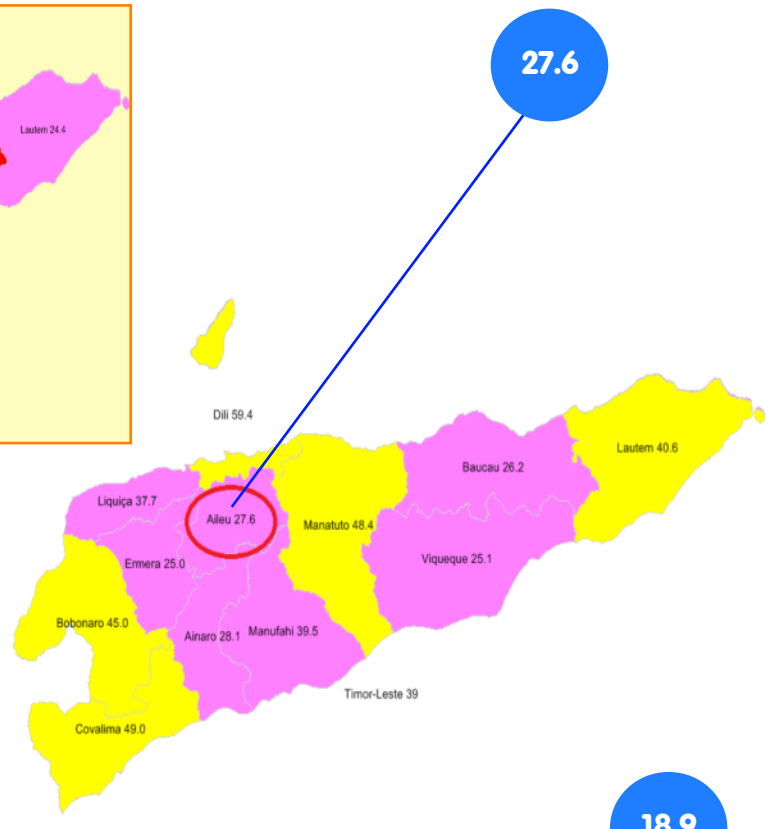 27.6
Lautem 24.4
Dili 59.4
Lautem 40.6
Baucau 26.2
Liquiça 37.7
Aileu 27.6
Manatuto 48.4
Viqueque 25.1
Ermera 25.0
Bobonaro 45.0
Ainaro 28.1
Manufahi 39.5
Timor-Leste 39
Covalima 49.0
18.9